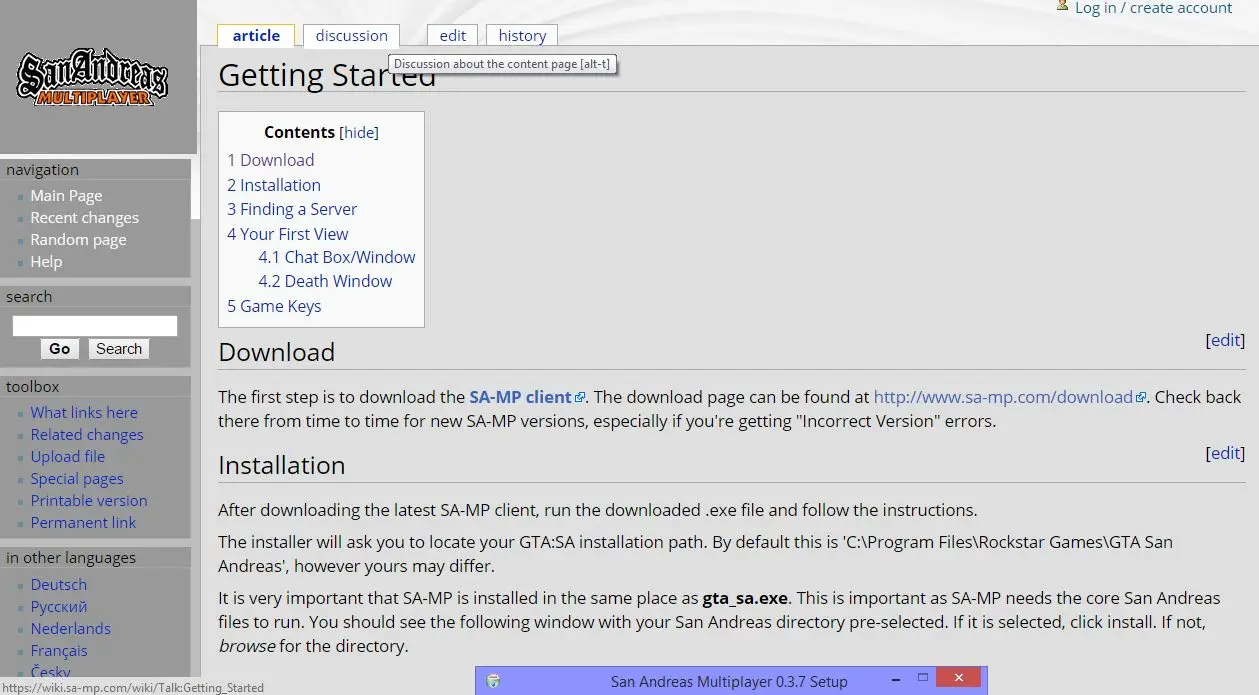 Log in / create account
article
discussion
edit
history
Discussion about the content page [alt-t]
SanAndreas
MULTIPLAYER
Getting Started
Contents [hide]
1 Download
2 Installation
3 Finding a Server
4 Your First View
4.1 Chat Box/Window
4.2 Death Window
5 Game Keys
navigation
Main Page
Recent changes
Random page
Help
search
Go
Search
toolbox
What links here
Related changes
Upload file
Special pages
Printable version
Permanent link
in other languages
Deutsch
Русский
Nederlands
Français
Česky
Download
[edit]
The first step is to download the SA-MP client. The download page can be found at http://www.sa-mp.com/download. Check back
there from time to time for new SA-MP versions, especially if you're getting "Incorrect Version" errors.
Installation
[edit]
After downloading the latest SA-MP client, run the downloaded .exe file and follow the instructions.
The installer will ask you to locate your GTA:SA installation path. By default this is 'C:\Program Files\Rockstar Games\GTA San
Andreas', however yours may differ.
It is very important that SA-MP is installed in the same place as gta_sa.exe. This is important as SA-MP needs the core San Andreas
files to run. You should see the following window with your San Andreas directory pre-selected. If it is selected, click install. If not,
browse for the directory.
San Andreas Multiplayer 0.3.7 Setup
https://wiki.sa-mp.com/wiki/Talk:Getting_Started